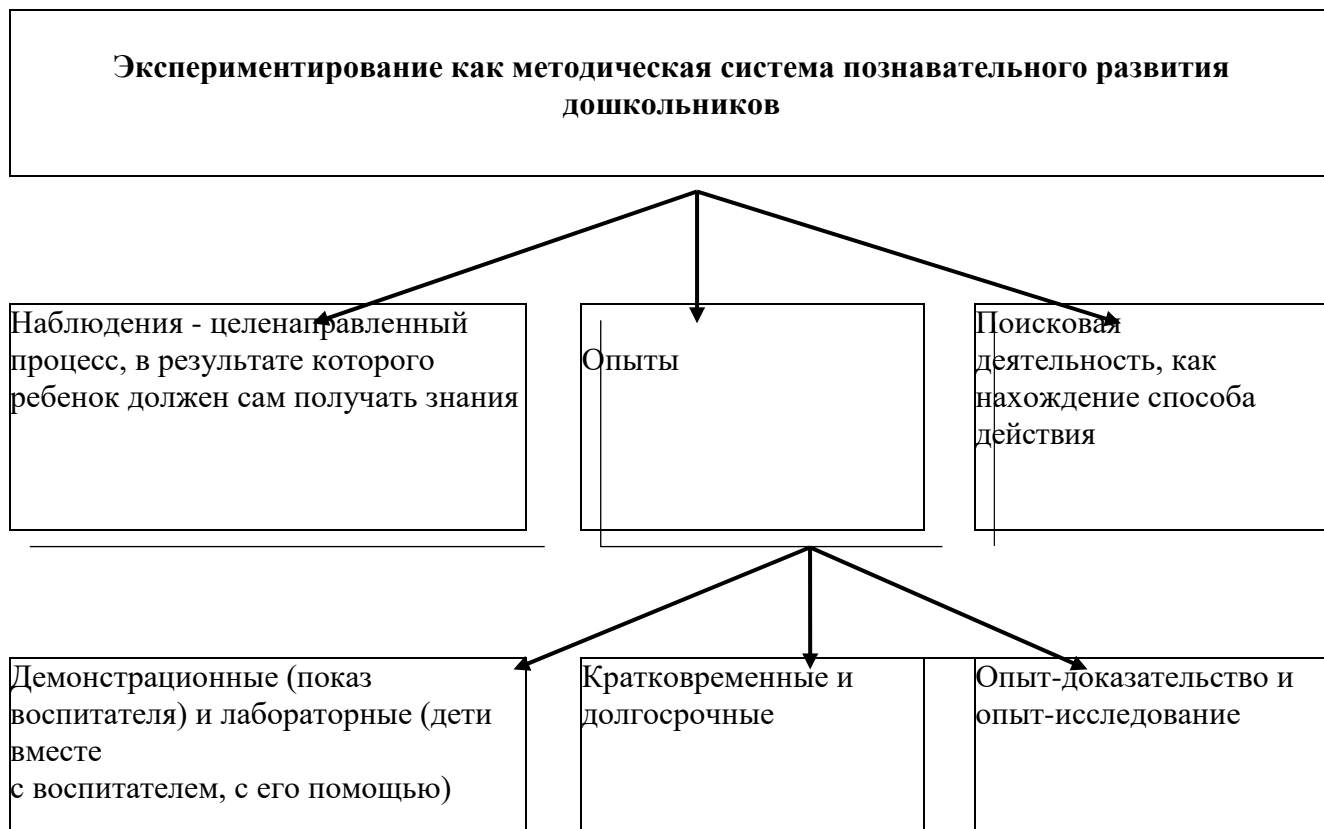 Экспериментирование как методическая система познавательного развития
дошкольников
Наблюдения - целенаправленный
процесс, в результате которого
ребенок должен сам получать знания
Опыты
Поисковая
деятельность, как
нахождение способа
действия
Демонстрационные (показ
воспитателя) и лабораторные (дети
вместе
с воспитателем, с его помощью)
Кратковременные и
долгосрочные
Опыт-доказательство и
опыт-исследование